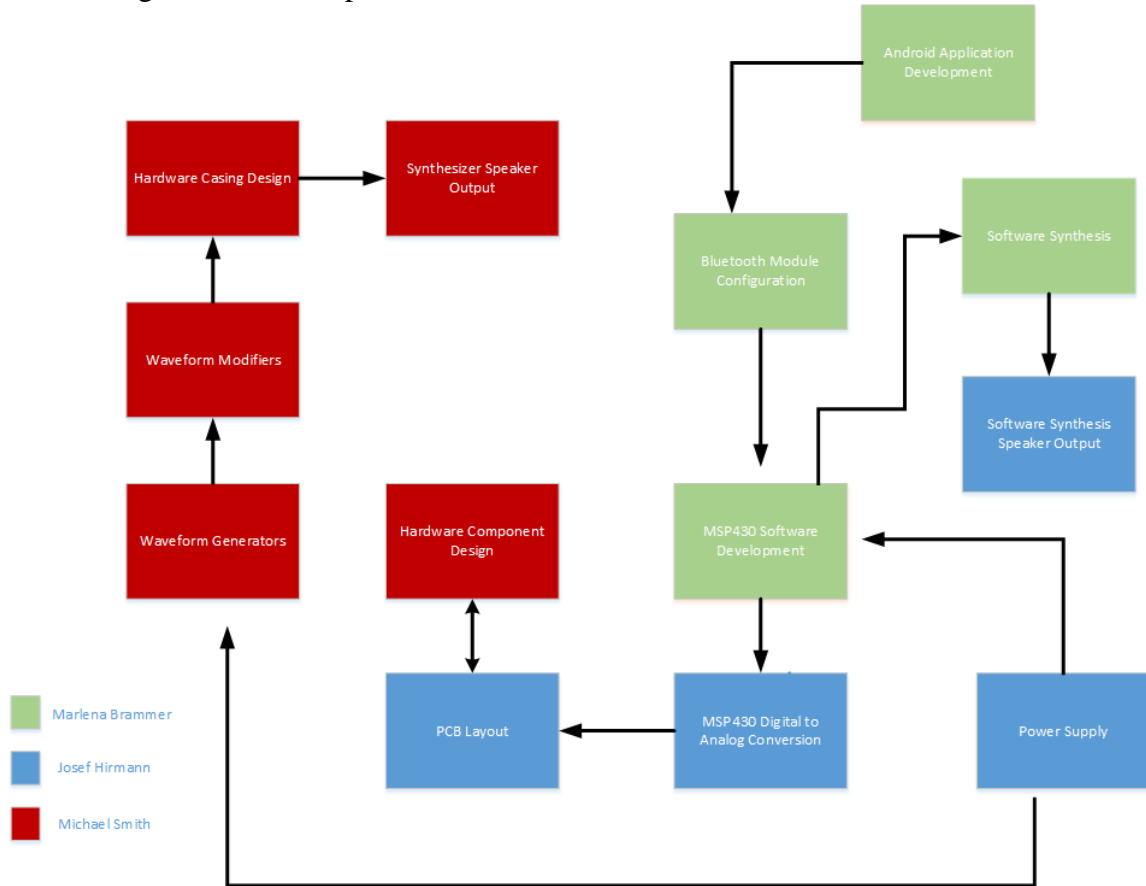 Android Application
Development
Hardware Casing Design
Synthesizer Speaker
Output
Bluetooth Module
Configuration
Software Synthesis
Waveform Modifiers
Software Synthesis
Speaker Output
Waveform Generators
Hardware Component
Design
MSP430 Software
Development
PCB Layout
MSP430 Digital to
Analog Conversion
Power Supply
Marlena Brammer
Josef Hirmann
Michael Smith